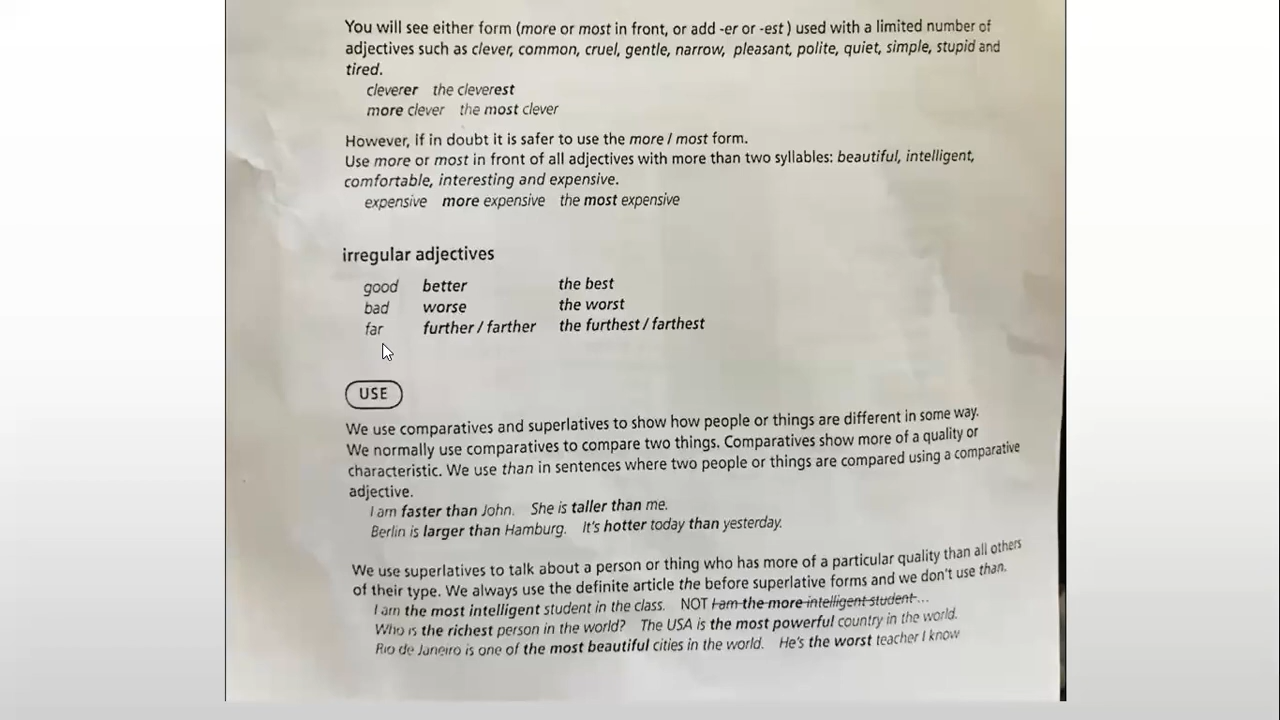 You will see either form (more or most in front, or add -er or -est ) used with a limited number of
adjectives such as clever, common, cruel, gentle, narrow, pleasant, polite, quiet, simple, stupid and
tired.
cleverer the cleverest
more clever the most clever
However, if in doubt it is safer to use the more / most form.
Use more or most in front of all adjectives with more than two syllables: beautiful, intelligent,
comfortable, interesting and expensive.
expensive more expensive the most expensive
irregular adjectives
good better the best
bad worse the worst
far further / farther the furthest / farthest
USE
We use comparatives and superlatives to show how people or things are different in some way.
We normally use comparatives to compare two things. Comparatives show more of a quality or
characteristic. We use than in sentences where two people or things are compared using a comparative
adjective.
I am faster than John. She is taller than me.
Berlin is larger than Hamburg. It's hotter today than yesterday.
We use superlatives to talk about a person or thing who has more of a particular quality than all others
of their type. We always use the definite article the before superlative forms and we don't use than.
I am the most intelligent student in the class. NOT I am the more intelligent student ...
Who is the richest person in the world? The USA is the most powerful country in the world.
Rio de Janeiro is one of the most beautiful cities in the world. He's the worst teacher I know